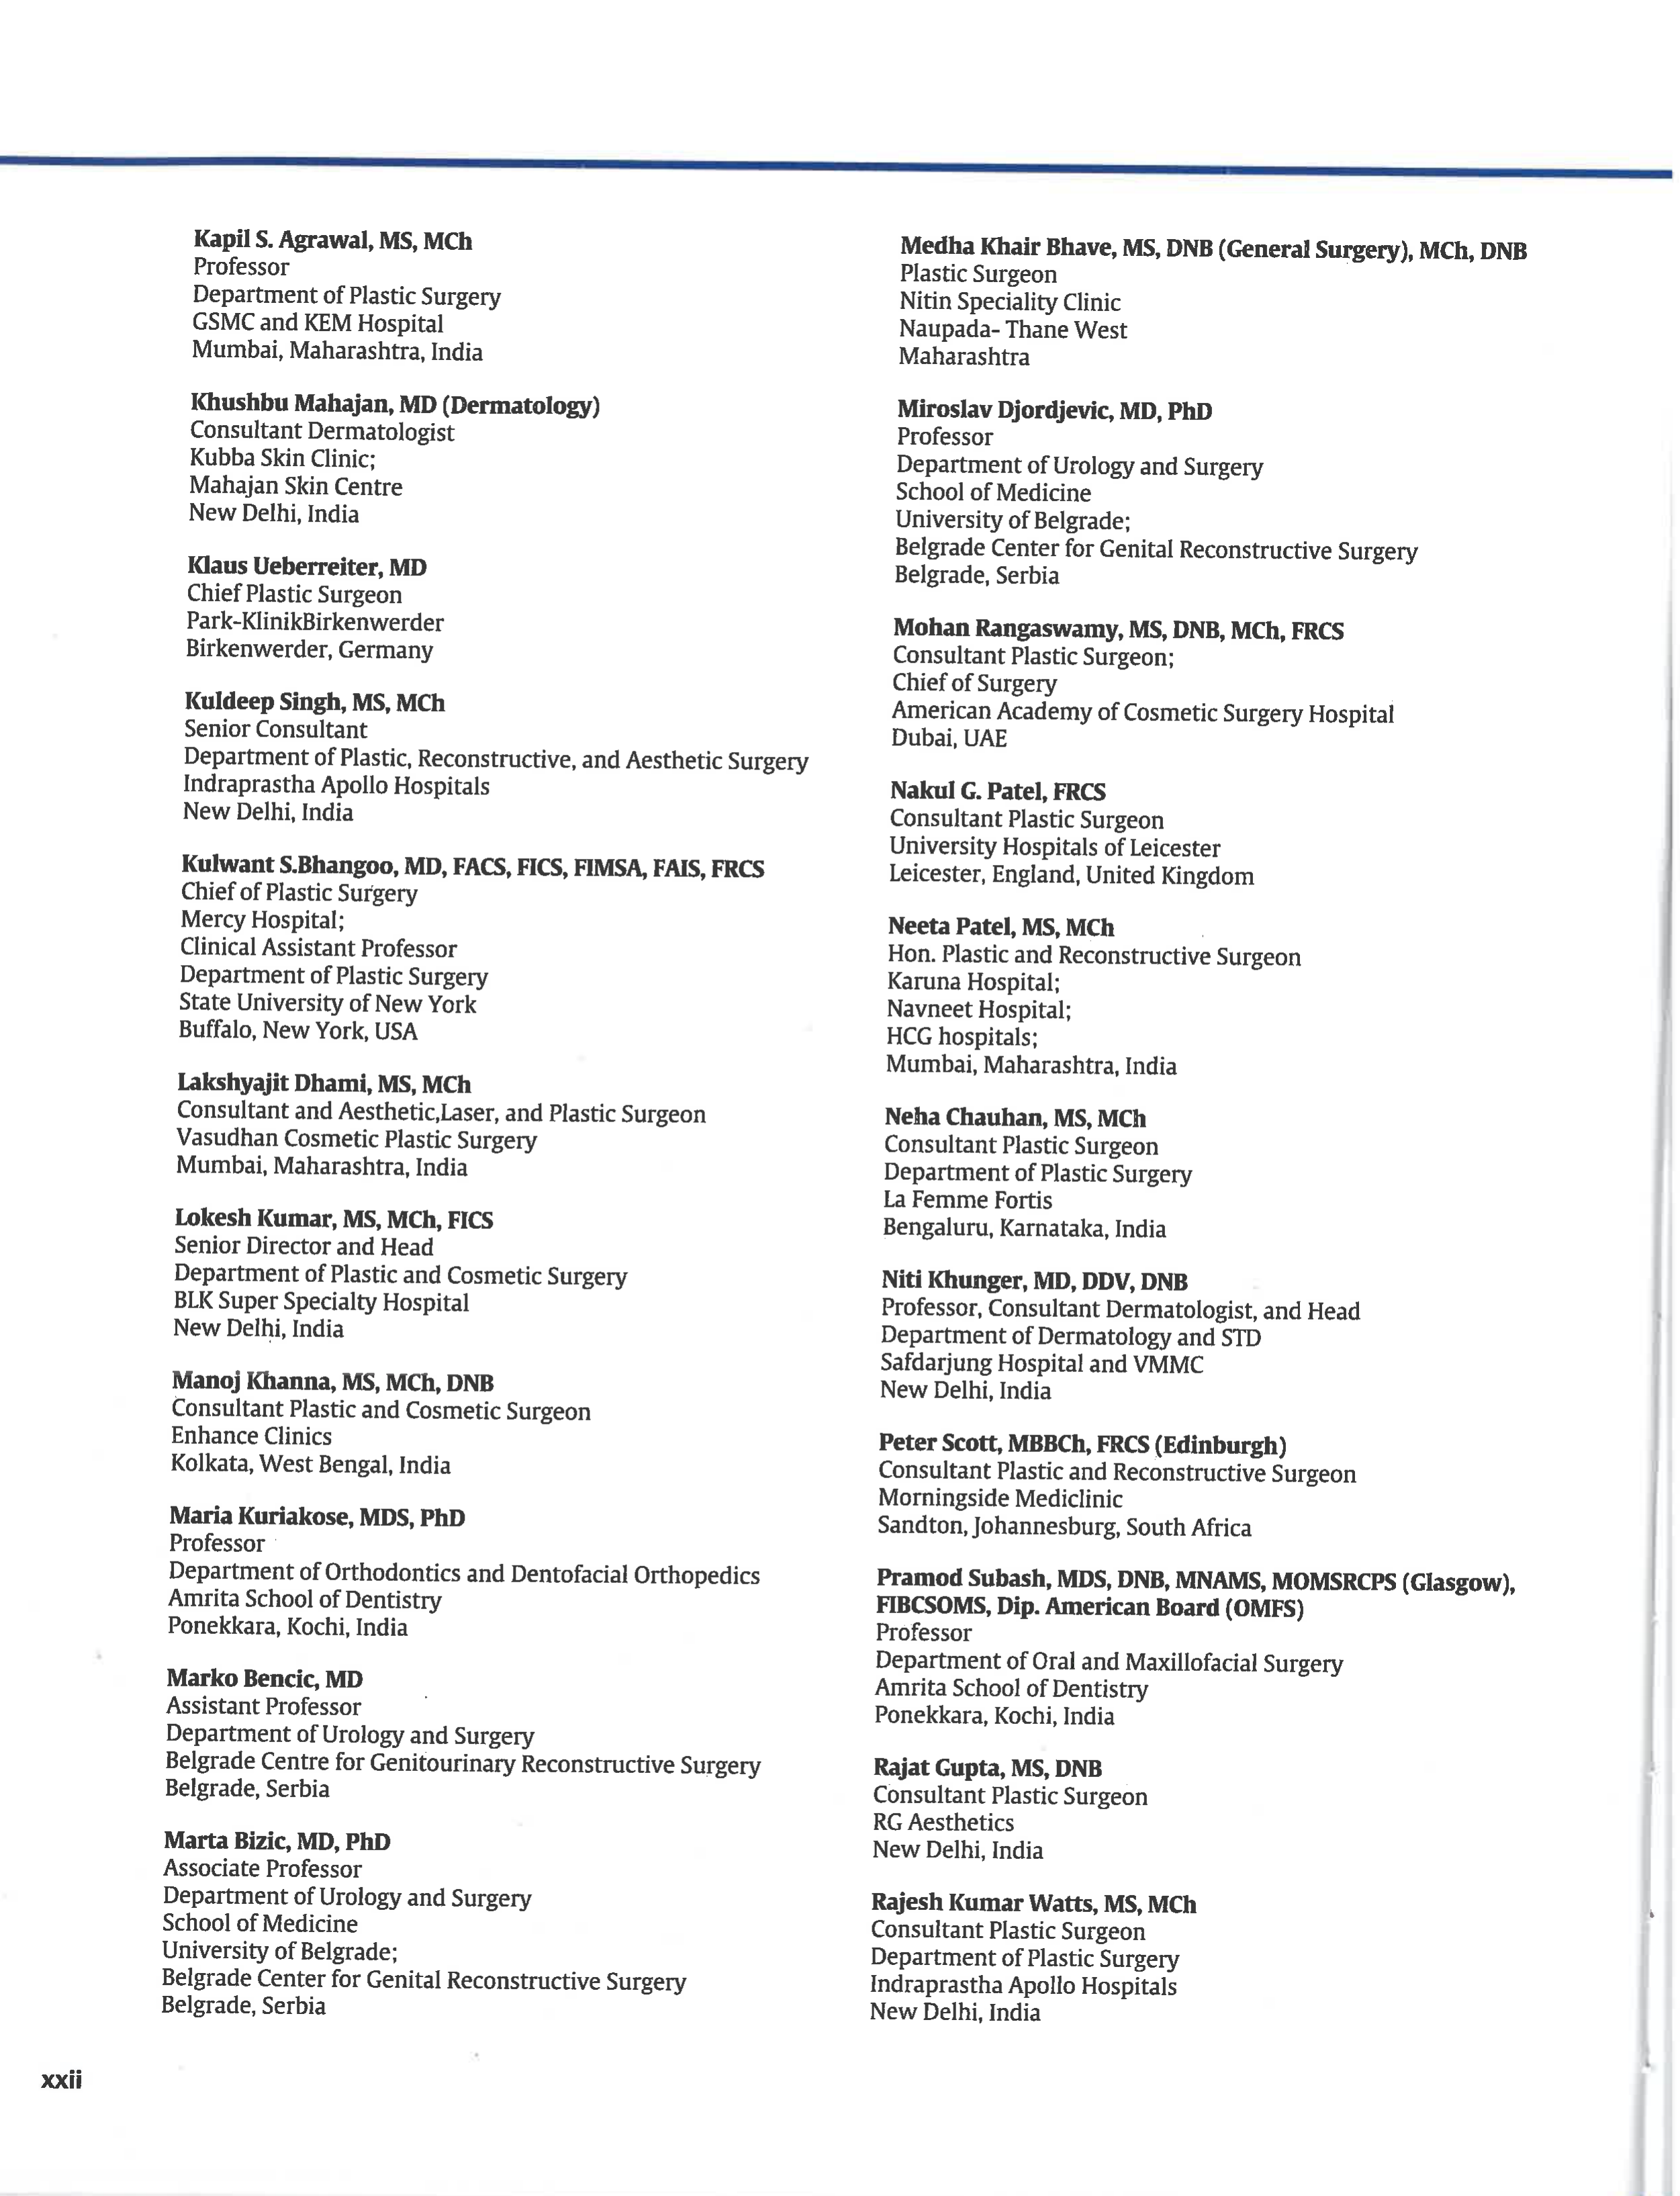 Kapil S. Agrawal, MS, MCh
Professor
Department of Plastic Surgery
GSMC and KEM Hospital
Mumbai, Maharashtra, India
Khushbu Mahajan, MD (Dermatology)
Consultant Dermatologist
Kubba Skin Clinic;
Mahajan Skin Centre
New Delhi, India
Klaus Ueberreiter, MD
Chief Plastic Surgeon
Park-KlinikBirkenwerder
Birkenwerder, Germany
Kuldeep Singh, MS, MCh
Senior Consultant
Department of Plastic, Reconstructive, and Aesthetic Surgery
Indraprastha Apollo Hospitals
New Delhi, India
Kulwant S.Bhangoo, MD, FACS, FICS, FIMSA, FAIS, FRCS
Chief of Plastic Surgery
Mercy Hospital;
Clinical Assistant Professor
Department of Plastic Surgery
State University of New York
Buffalo, New York, USA
Lakshyajit Dhami, MS, MCh
Consultant and Aesthetic,Laser, and Plastic Surgeon
Vasudhan Cosmetic Plastic Surgery
Mumbai, Maharashtra, India
Lokesh Kumar, MS, MCh, FICS
Senior Director and Head
Department of Plastic and Cosmetic Surgery
BLK Super Specialty Hospital
New Delhi, India
Manoj Khanna, MS, MCh, DNB
Consultant Plastic and Cosmetic Surgeon
Enhance Clinics
Kolkata, West Bengal, India
Maria Kuriakose, MDS, PhD
Professor
Department of Orthodontics and Dentofacial Orthopedics
Amrita School of Dentistry
Ponekkara, Kochi, India
Marko Bencic, MD
Assistant Professor
Department of Urology and Surgery
Belgrade Centre for Genitourinary Reconstructive Surgery
Belgrade, Serbia
Marta Bizic, MD, PhD
Associate Professor
Department of Urology and Surgery
School of Medicine
University of Belgrade;
Belgrade Center for Genital Reconstructive Surgery
Belgrade, Serbia
Medha Khair Bhave, MS, DNB (General Surgery), MCh, DNB
Plastic Surgeon
Nitin Speciality Clinic
Naupada- Thane West
Maharashtra
Miroslav Djordjevic, MD, PhD
Professor
Department of Urology and Surgery
School of Medicine
University of Belgrade;
Belgrade Center for Genital Reconstructive Surgery
Belgrade, Serbia
Mohan Rangaswamy, MS, DNB, MCh, FRCS
Consultant Plastic Surgeon;
Chief of Surgery
American Academy of Cosmetic Surgery Hospital
Dubai, UAE
Nakul G. Patel, FRCS
Consultant Plastic Surgeon
University Hospitals of Leicester
Leicester, England, United Kingdom
Neeta Patel, MS, MCh
Hon. Plastic and Reconstructive Surgeon
Karuna Hospital;
Navneet Hospital;
HCG hospitals;
Mumbai, Maharashtra, India
Neha Chauhan, MS, MCh
Consultant Plastic Surgeon
Department of Plastic Surgery
La Femme Fortis
Bengaluru, Karnataka, India
Niti Khunger, MD, DDV, DNB
Professor, Consultant Dermatologist, and Head
Department of Dermatology and STD
Safdarjung Hospital and VMMC
New Delhi, India
Peter Scott, MBBCh, FRCS (Edinburgh)
Consultant Plastic and Reconstructive Surgeon
Morningside Mediclinic
Sandton, Johannesburg, South Africa
Pramod Subash, MDS, DNB, MNAMS, MOMSRCPS (Glasgow),
FIBCSOMS, Dip. American Board (OMFS)
Professor
Department of Oral and Maxillofacial Surgery
Amrita School of Dentistry
Ponekkara, Kochi, India
Rajat Gupta, MS, DNB
Consultant Plastic Surgeon
RG Aesthetics
New Delhi, India
Rajesh Kumar Watts, MS, MCh
Consultant Plastic Surgeon
Department of Plastic Surgery
Indraprastha Apollo Hospitals
New Delhi, India
xxii